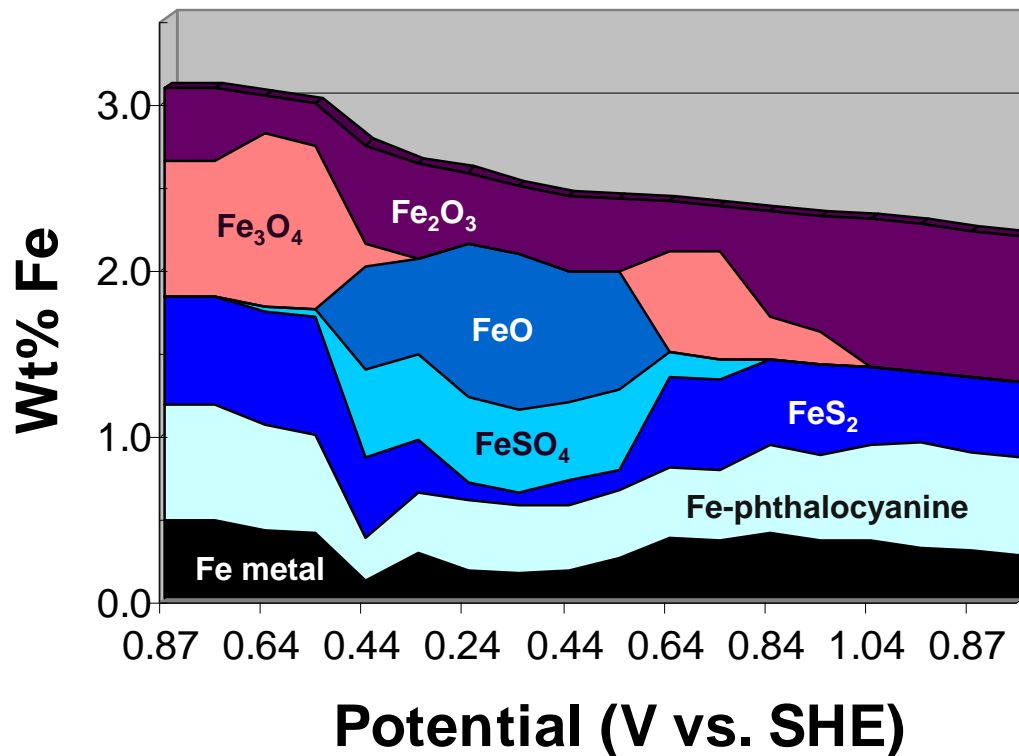 Wt% Fe
3.0
2.0
1.0
0.0
Fe₂O₃
Fe₃O₄
FeO
FeS₂
FeSO₄
Fe-phthalocyanine
Fe metal
0.87 0.64 0.44 0.24 0.44 0.64 0.84 1.04 0.87
Potential (V vs. SHE)